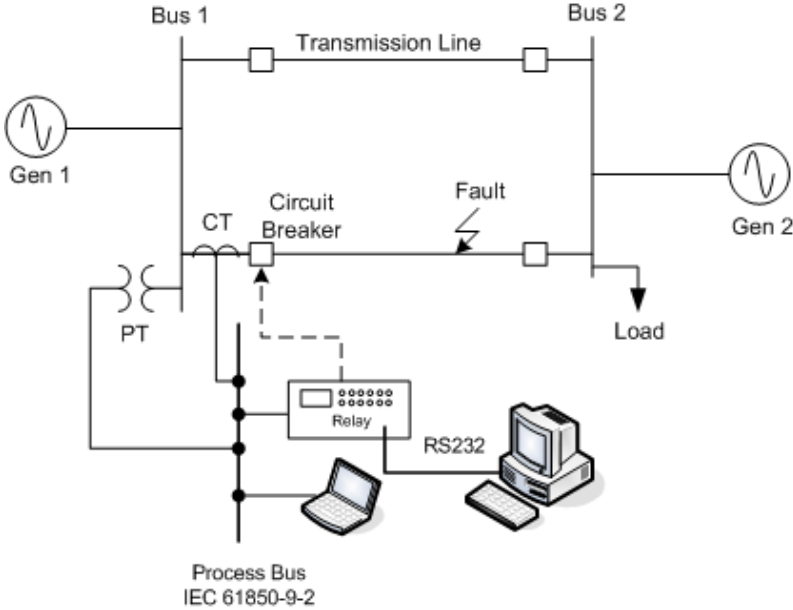 Bus 1
Bus 2
Transmission Line
Gen 1
Gen 2
CT
Circuit
Breaker
Fault
PT
Load
Relay
RS232
Process Bus
IEC 61850-9-2